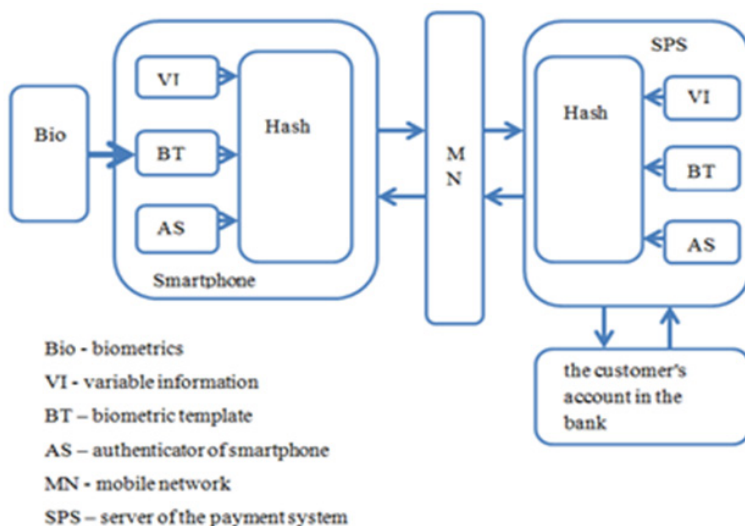 SPS
VI
Hash
Hash
VI
Bio
BT
M
N
BT
AS
AS
Smartphone
the customer's
account in the
bank
Bio - biometrics
VI - variable information
BT – biometric template
AS – authenticator of smartphone
MN - mobile network
SPS – server of the payment system